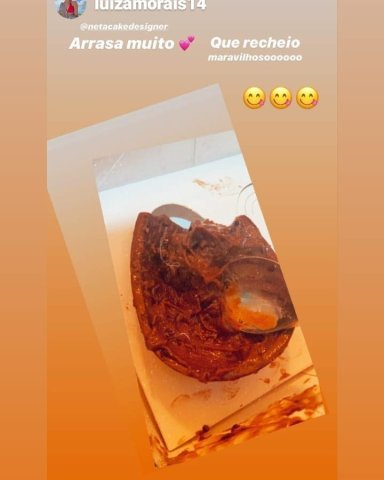 luizamorais14
@netacakedesigner
Arrasa muito 💕 Que recheio
maravilhosoooooo
😋😋😋